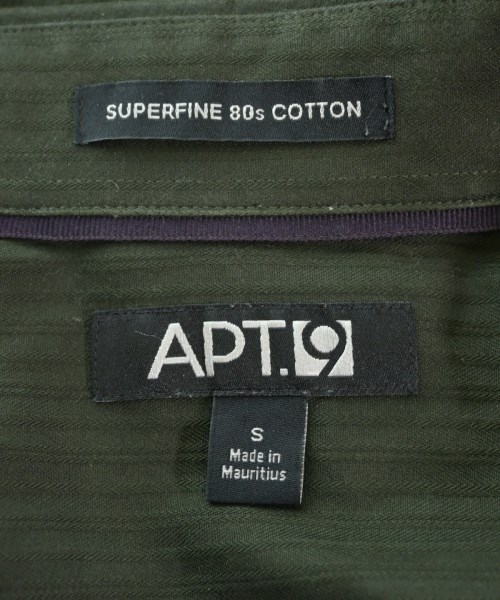 SUPERFINE 80s COTTON
APT.9
S
Made in
Mauritius